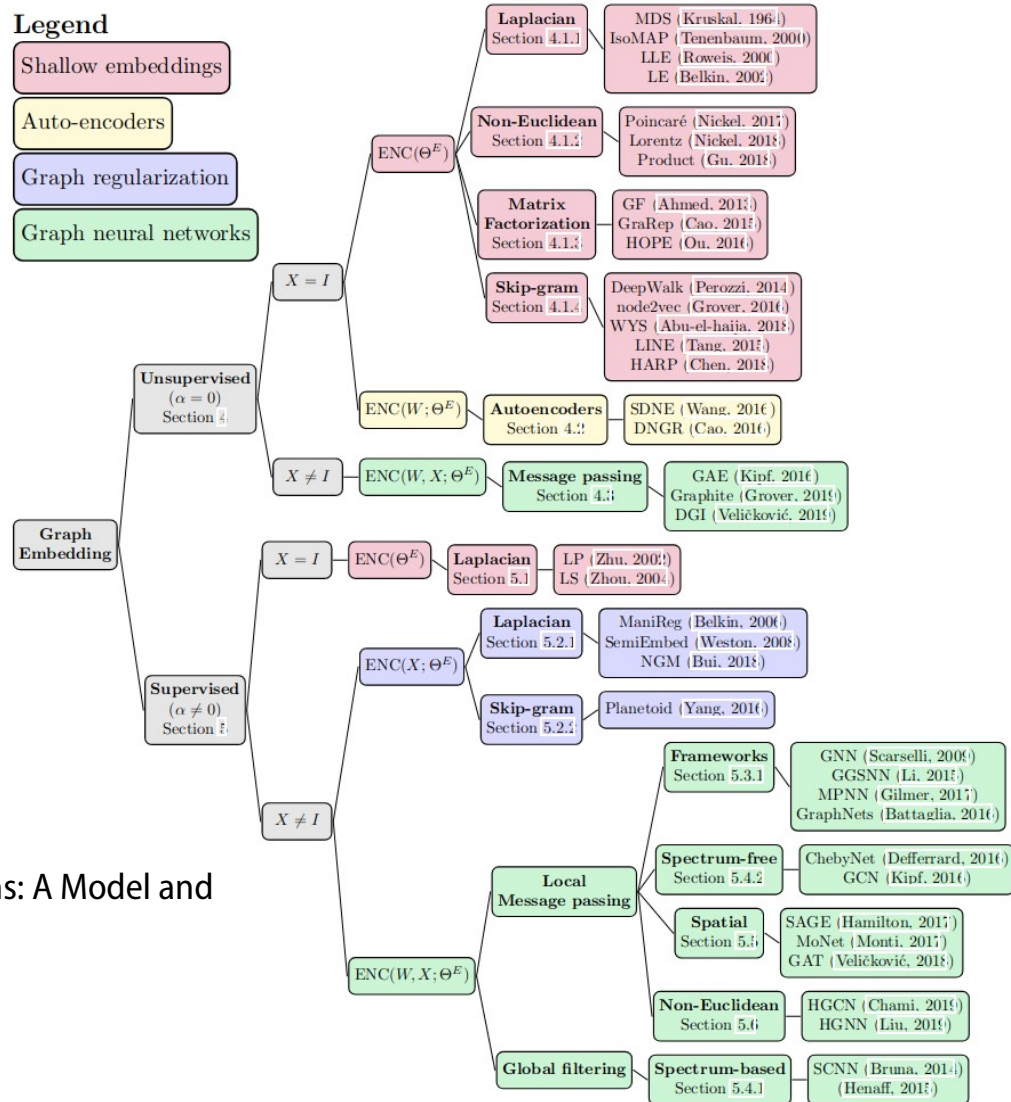 Legend
Shallow embeddings
Auto-encoders
Graph regularization
Graph neural networks
Graph
Embedding
Unsupervised
(α = 0)
Section 4
X = I
ENC(Θ^E)
Laplacian
Section 4.1.1
MDS (Kruskal, 1964)
IsoMAP (Tenenbaum, 2000)
LLE (Roweis, 2000)
LE (Belkin, 2002)
Non-Euclidean
Section 4.1.2
Poincaré (Nickel, 2017)
Lorentz (Nickel, 2018)
Product (Gu, 2018)
Matrix
Factorization
Section 4.1.3
GF (Ahmed, 2013)
GraRep (Cao, 2015)
HOPE (Ou, 2016)
Skip-gram
Section 4.1.4
DeepWalk (Perozzi, 2014)
node2vec (Grover, 2016)
WYS (Abu-el-haija, 2018)
LINE (Tang, 2015)
HARP (Chen, 2018)
ENC(W; Θ^E)
Autoencoders
Section 4.2
SDNE (Wang, 2016)
DNGR (Cao, 2016)
X ≠ I
ENC(W, X; Θ^E)
Message passing
Section 4.3
GAE (Kipf, 2016)
Graphite (Grover, 2019)
DGI (Veličković, 2019)
Supervised
(α ≠ 0)
Section 5
X = I
ENC(Θ^E)
Laplacian
Section 5.1
LP (Zhu, 2002)
LS (Zhou, 2004)
X ≠ I
ENC(X; Θ^E)
Laplacian
Section 5.2.1
ManiReg (Belkin, 2006)
SemiEmbed (Weston, 2008)
NGM (Bui, 2018)
Skip-gram
Section 5.2.2
Planetoid (Yang, 2016)
ENC(W, X; Θ^E)
Local
Message passing
Frameworks
Section 5.3.1
GNN (Scarselli, 2009)
GGSNN (Li, 2015)
MPNN (Gilmer, 2017)
GraphNets (Battaglia, 2016)
Spectrum-free
Section 5.4.2
ChebyNet (Defferrard, 2016)
GCN (Kipf, 2016)
Spatial
Section 5.5
SAGE (Hamilton, 2017)
MoNet (Monti, 2017)
GAT (Veličković, 2018)
Non-Euclidean
Section 5.6
HGCN (Chami, 2019)
HGNN (Liu, 2019)
Global filtering
Spectrum-based
Section 5.4.1
SCNN (Bruna, 2014)
(Henaff, 2015)
s: A Model and